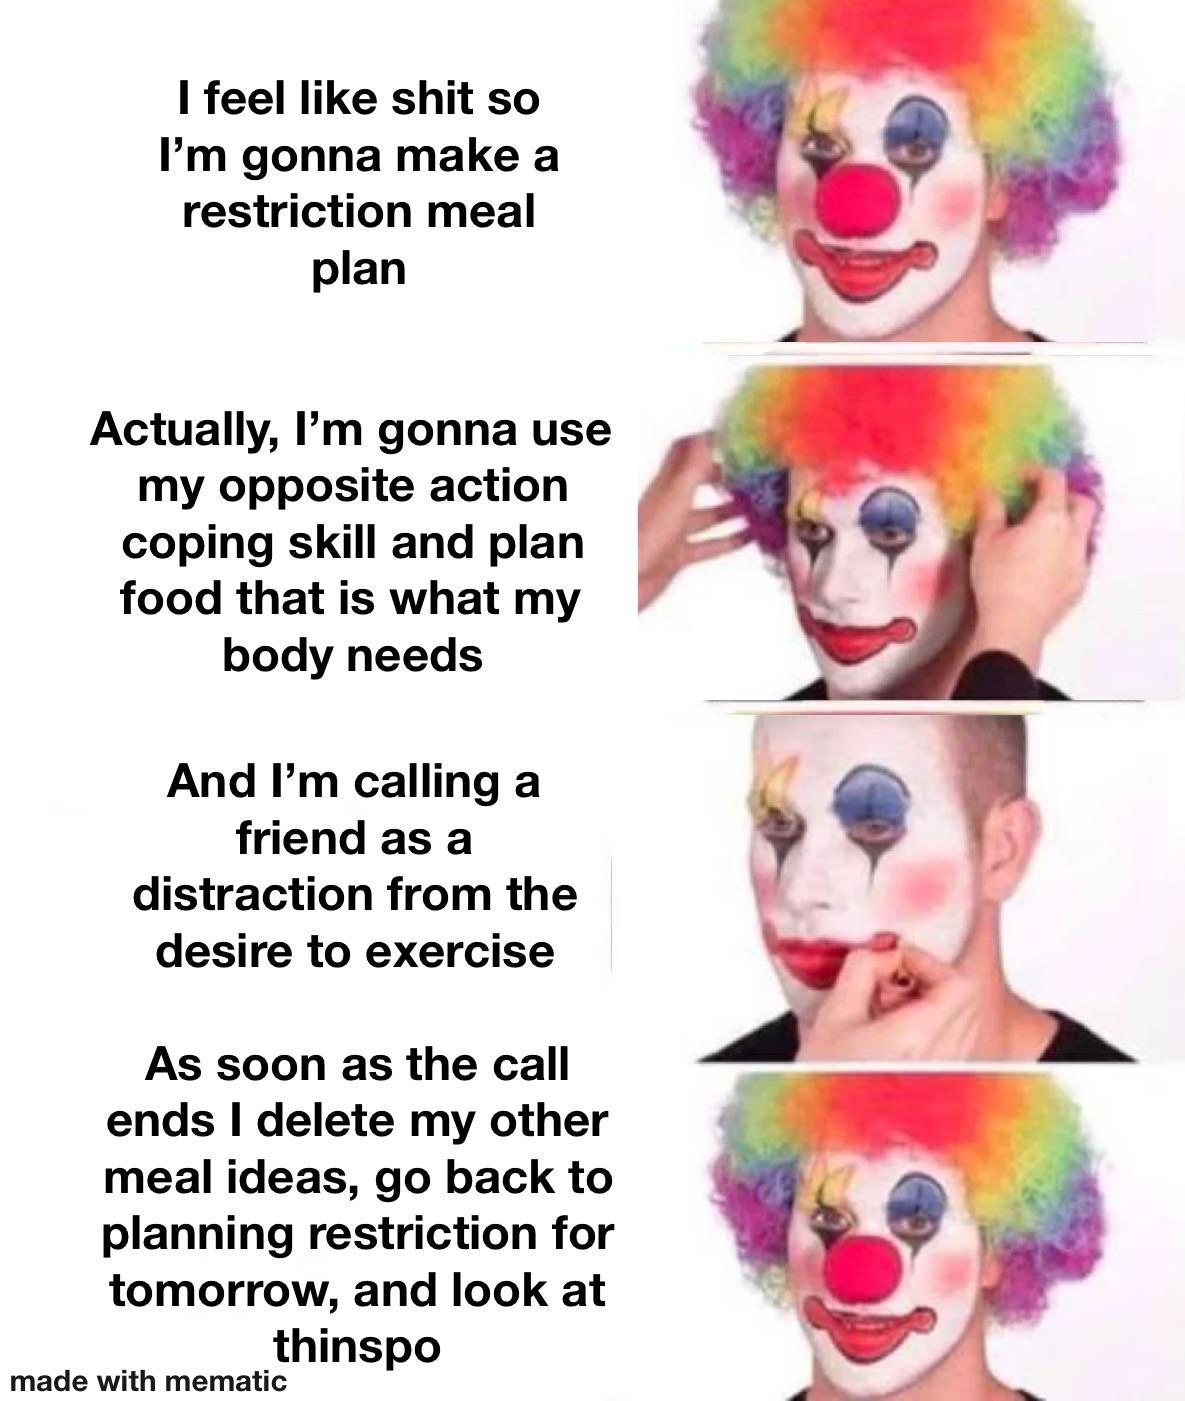 I feel like shit so
I’m gonna make a
restriction meal
plan
Actually, I’m gonna use
my opposite action
coping skill and plan
food that is what my
body needs
And I’m calling a
friend as a
distraction from the
desire to exercise
As soon as the call
ends I delete my other
meal ideas, go back to
planning restriction for
tomorrow, and look at
thinspo
made with mematic